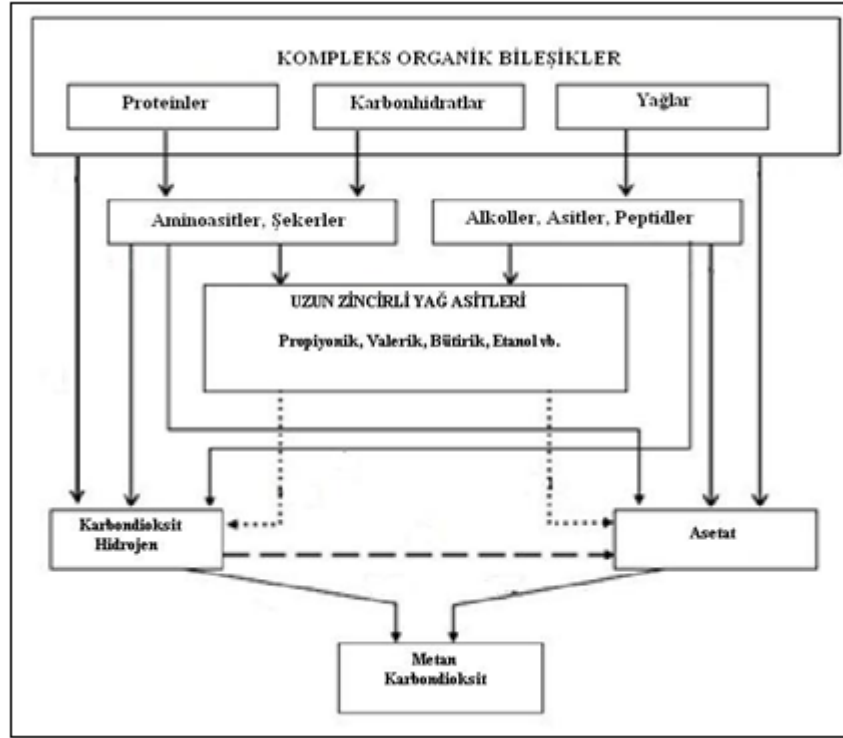 KOMPLEKS ORGANİK BİLEŞİKLER
Proteinler
Karbonhidratlar
Yağlar
Aminoasitler, Şekerler
Alkoller, Asitler, Peptidler
UZUN ZİNCİRLİ YAĞ ASİTLERİ
Propiyonik, Valerik, Bütirik, Etanol vb.
Karbondioksit
Hidrojen
Asetat
Metan
Karbondioksit